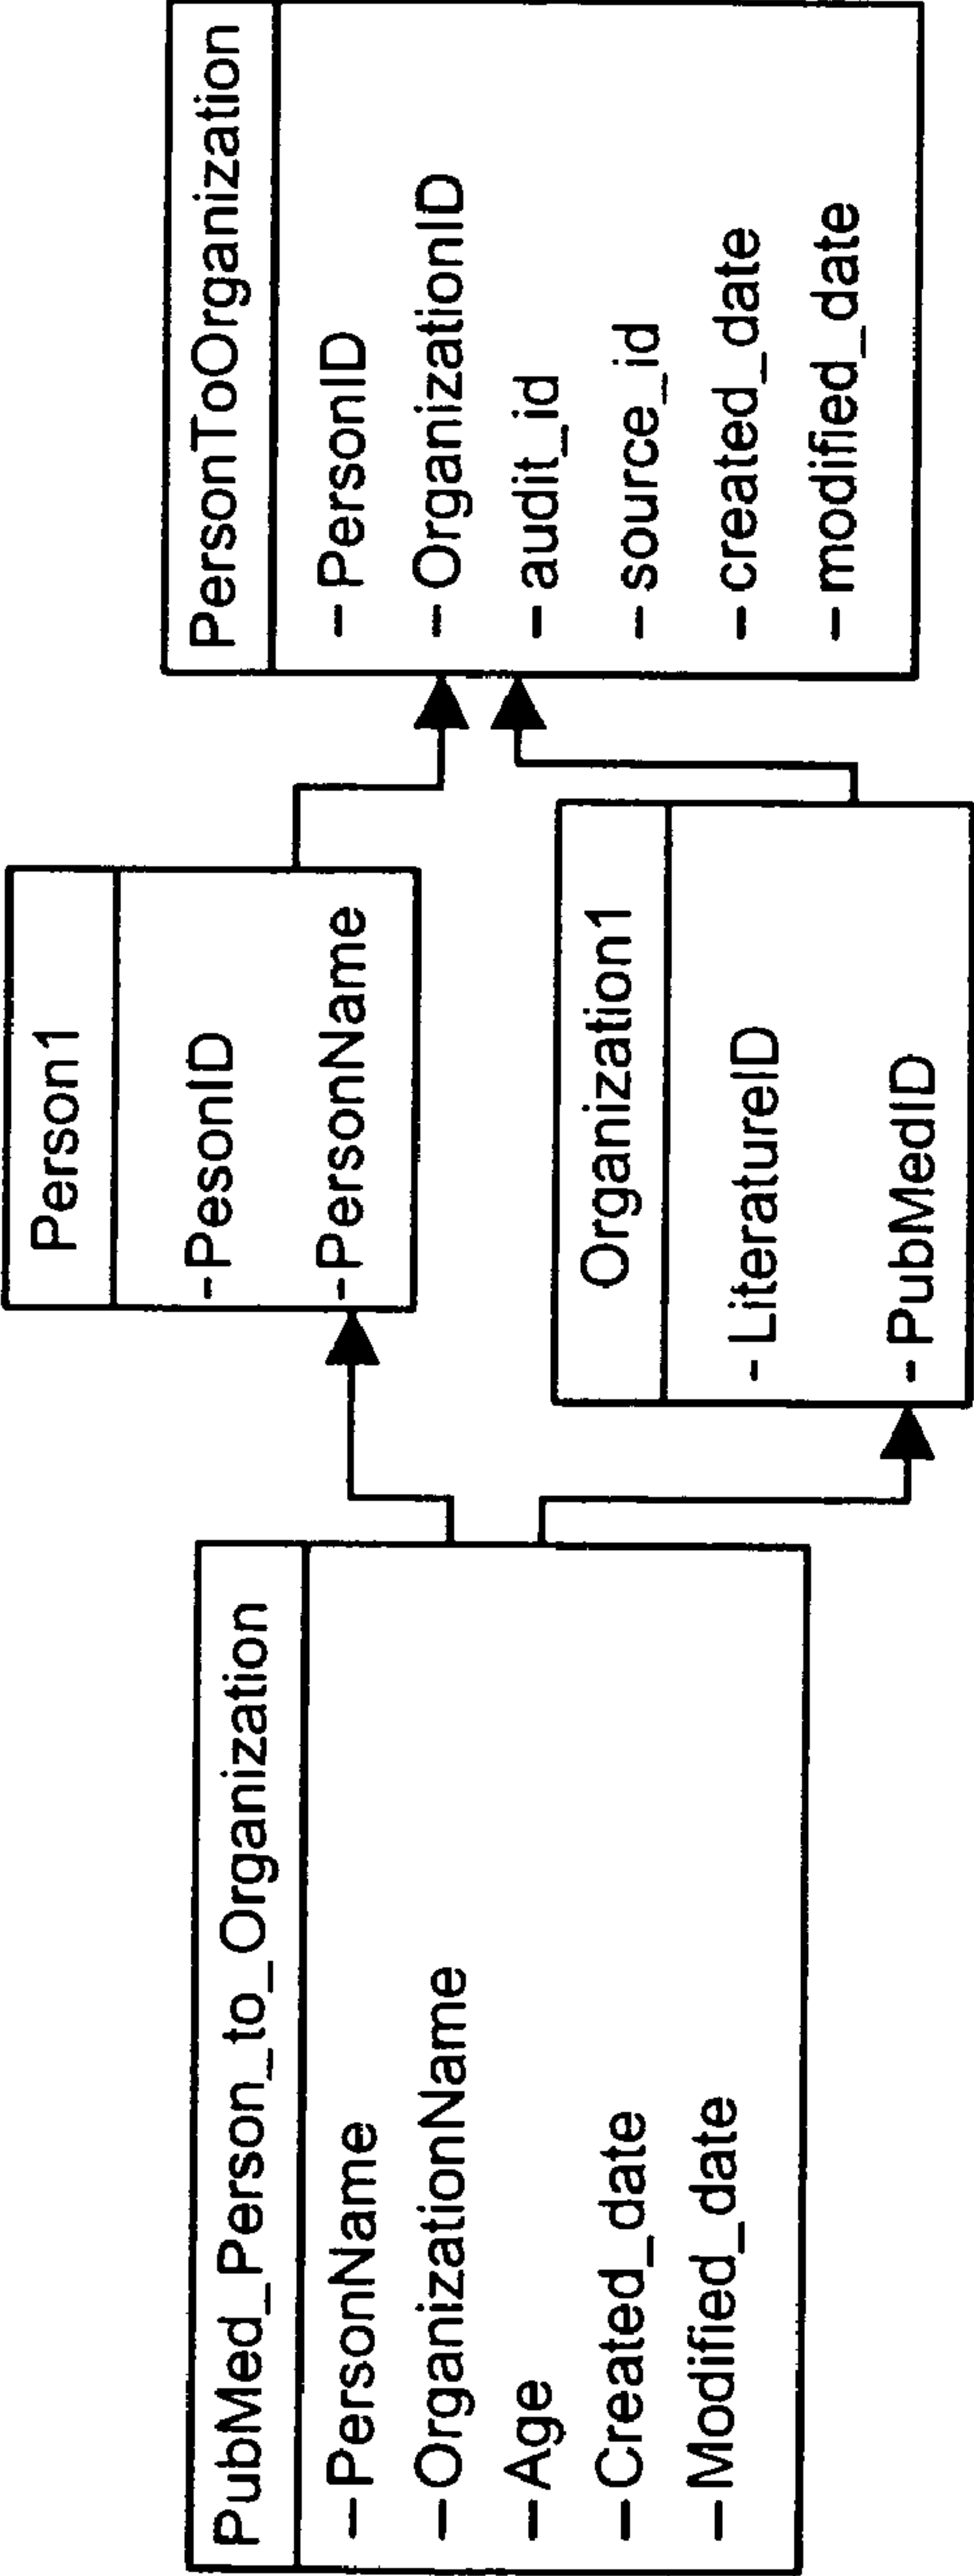 PubMed_Person_to_Organization
– PersonName
– OrganizationName
– Age
– Created_date
– Modified_date
Person1
- PesonID
- PersonName
Organization1
- LiteratureID
- PubMedID
PersonToOrganization
– PersonID
– OrganizationID
– audit_id
– source_id
– created_date
– modified_date